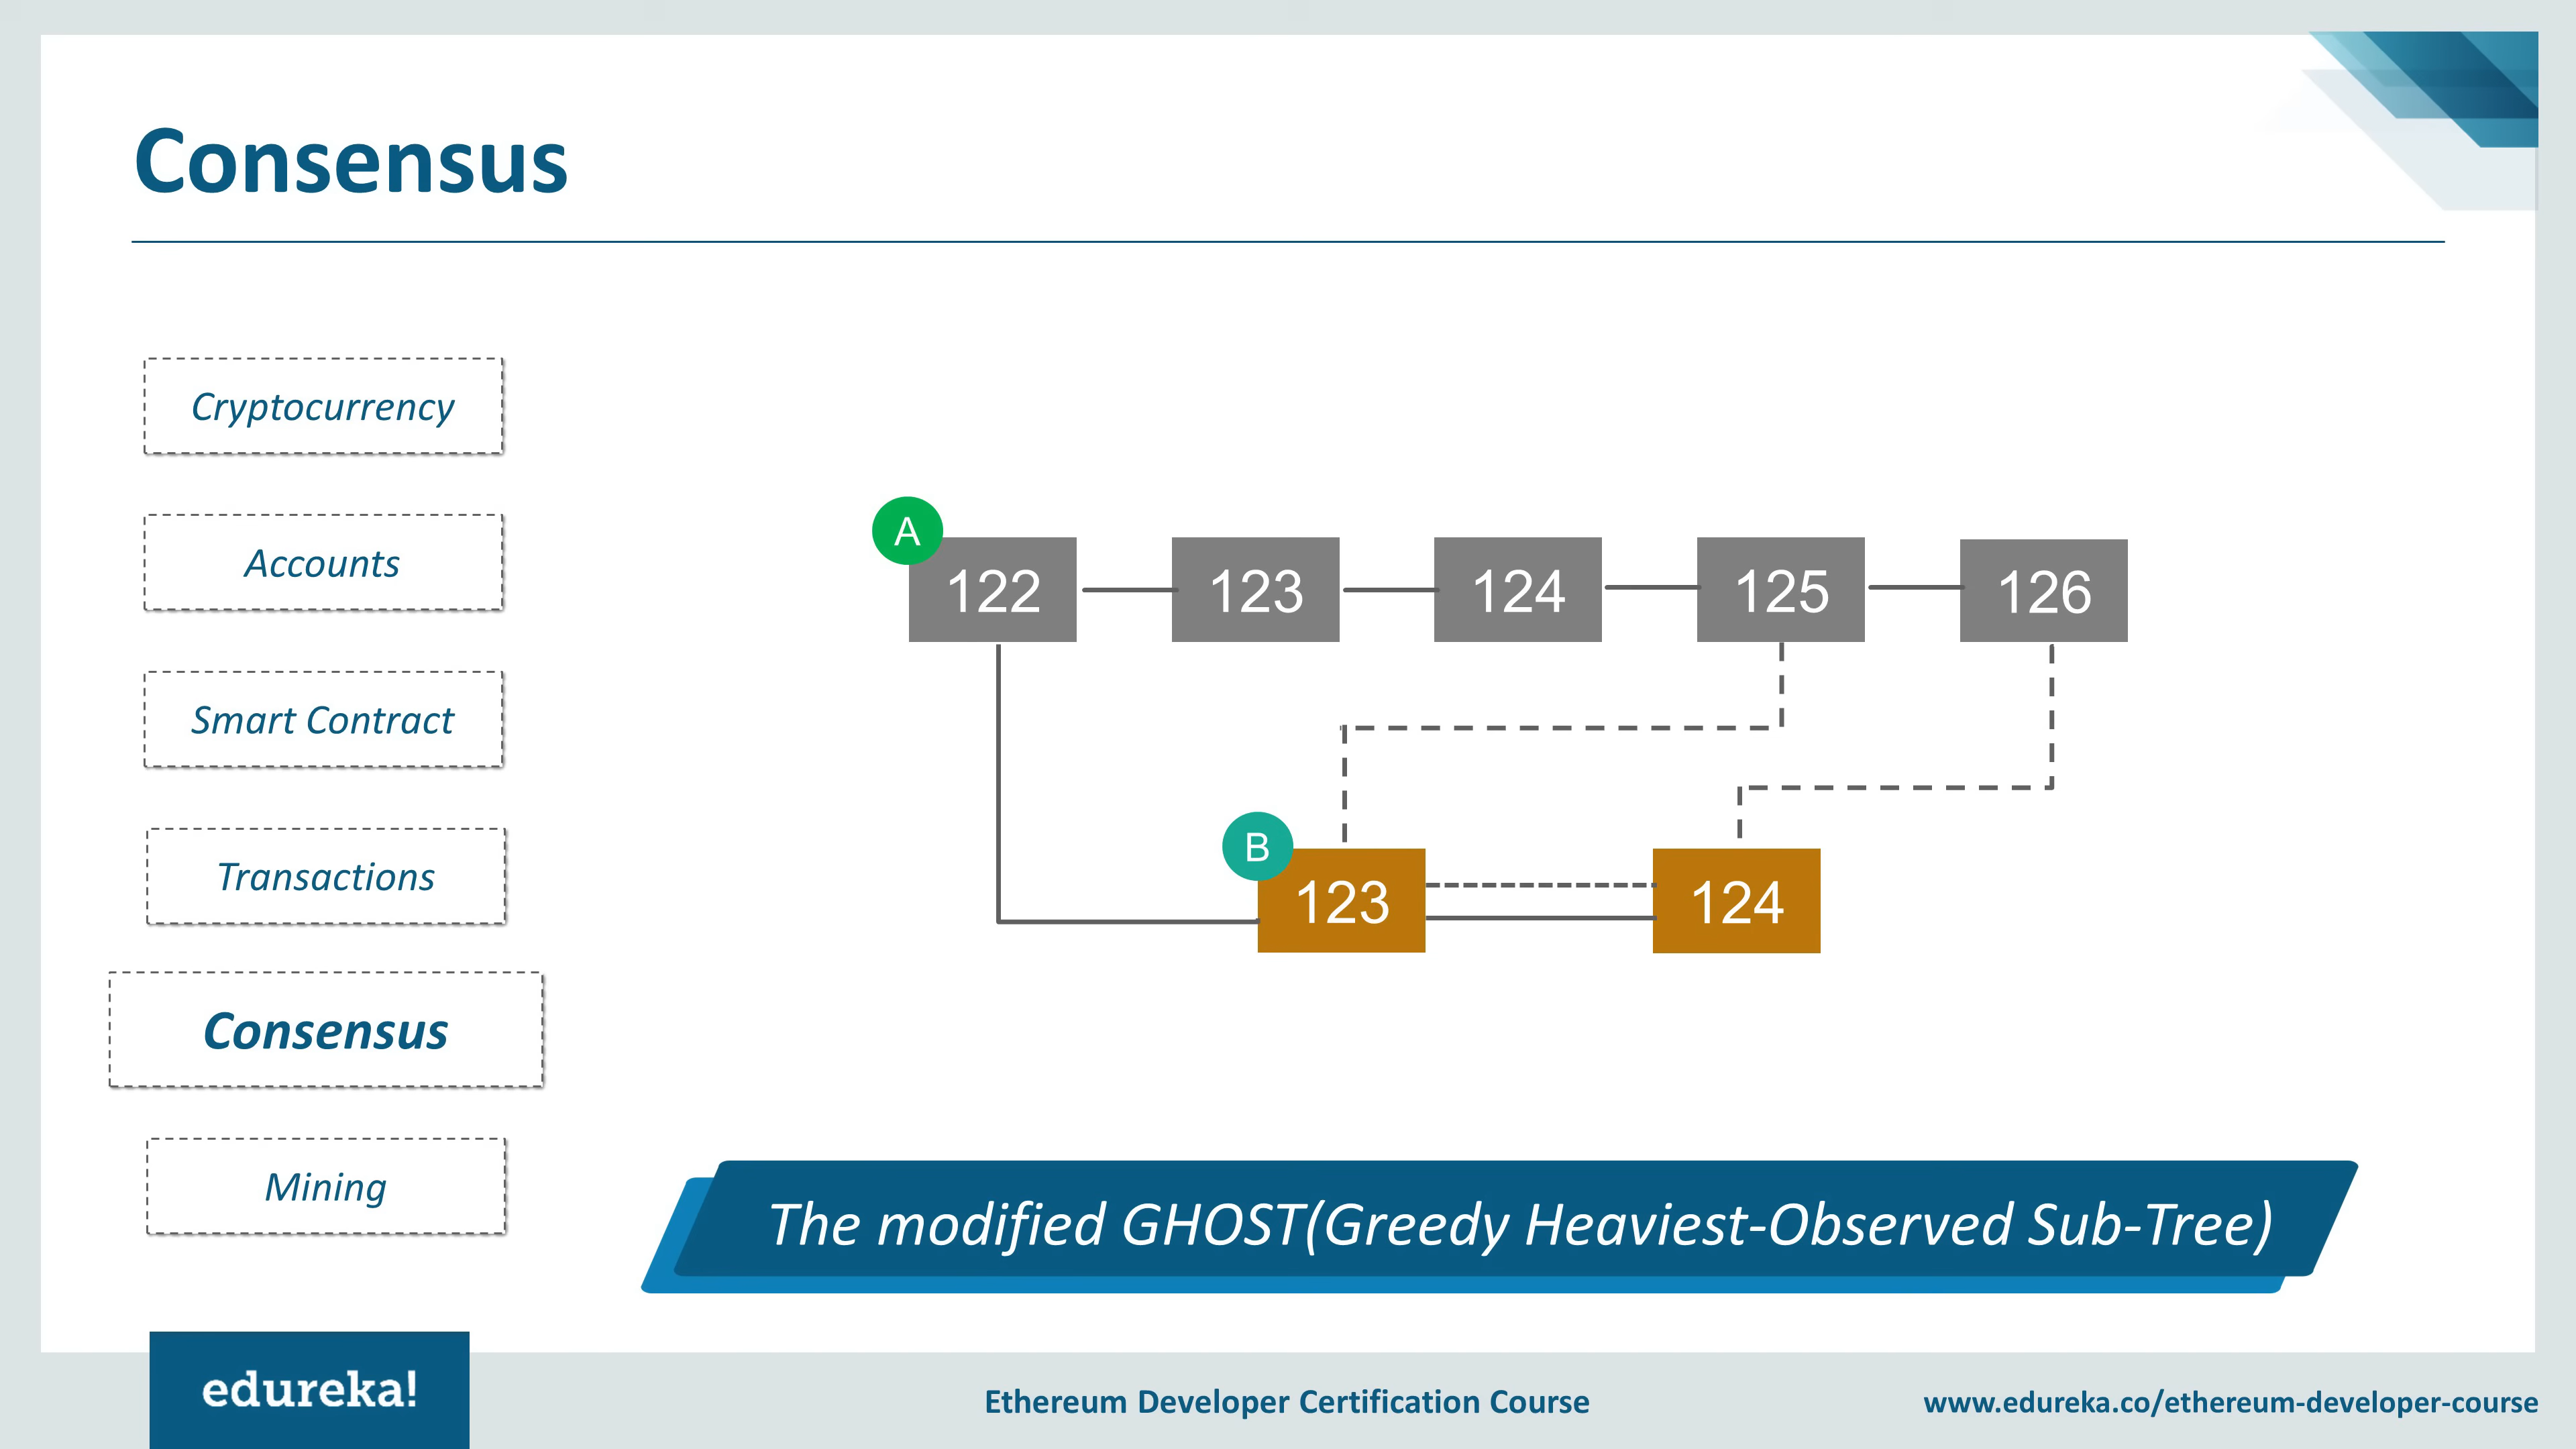 Consensus
Cryptocurrency
Accounts
Smart Contract
Transactions
Consensus
Mining
A
122
123
124
125
126
B
123
124
The modified GHOST(Greedy Heaviest-Observed Sub-Tree)
edureka!
Ethereum Developer Certification Course
www.edureka.co/ethereum-developer-course